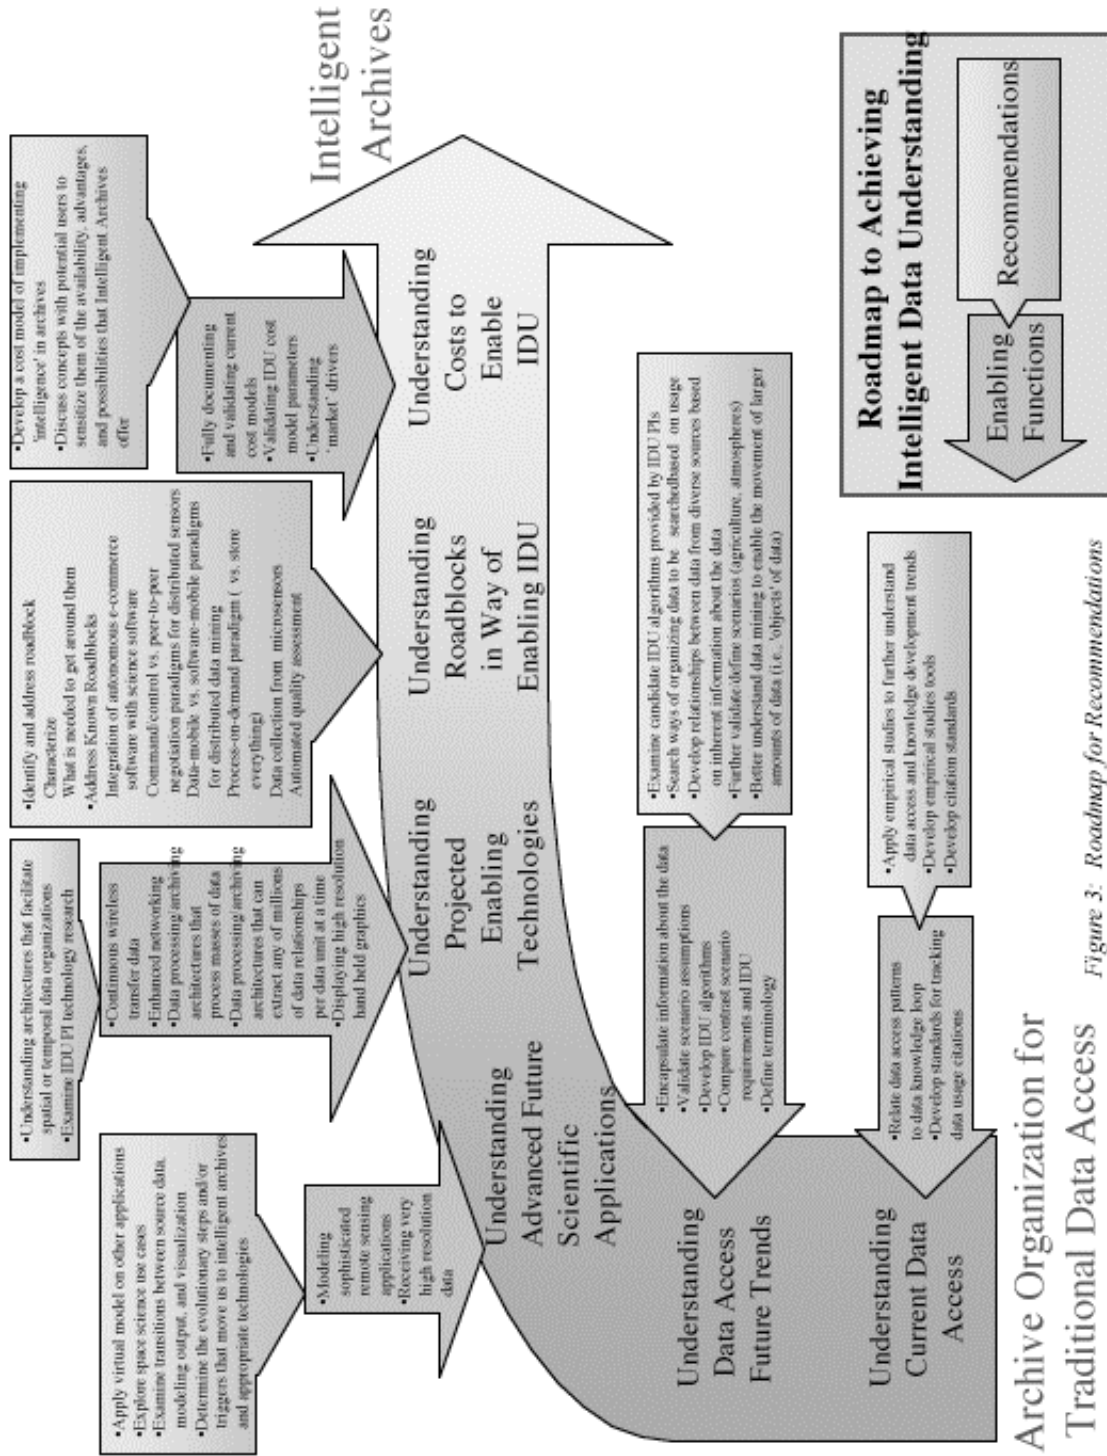 •Develop a cost model of implementing
'intelligence' in archives
•Discuss concepts with potential users to
sensitize them of the availability, advantages,
and possibilities that Intelligent Archives
offer
•Fully documenting
and validating current
cost models
•Validating IDU cost
model parameters
•Understanding
'market' drivers
Understanding
Costs to
Enable
IDU
Intelligent
Archives
•Identify and address roadblock
Characterize
What is needed to get around them
•Address Known Roadblocks
Integration of autonomous e-commerce
software with science software
Command/control vs. peer-to-peer
negotiation paradigms for distributed sensors
Data-mobile vs. software-mobile paradigms
for distributed data mining
Process-on-demand paradigm ( vs. store
everything)
Data collection from microsensors
Automated quality assessment
Understanding
Roadblocks
in Way of
Enabling IDU
•Understanding architectures that facilitate
spatial or temporal data organizations
•Examine IDU PI technology research
•Continuous wireless
transfer data
•Enhanced networking
•Data processing/archiving
architectures that
process masses of data
•Data processing/archiving
architectures that can
extract any of millions
of data relationships
per data unit at a time
•Displaying high resolution
hand held graphics
Understanding
Projected
Enabling
Technologies
•Apply virtual model on other applications
•Explore space science use cases
•Examine transitions between source data,
modeling output, and visualization
•Determine the evolutionary steps and/or
triggers that move us to intelligent archives
and appropriate technologies
•Modeling
sophisticated
remote sensing
applications
•Receiving very
high resolution
data
Understanding
Advanced Future
Scientific
Applications
•Examine candidate IDU algorithms provided by IDU PIs
•Search ways of organizing data to be searchedbased on usage
•Develop relationships between data from diverse sources based
on inherent information about the data
•Further validate/define scenarios (agriculture, atmospheres)
•Better understand data mining to enable the movement of larger
amounts of data (i.e., 'objects' of data)
•Encapsulate information about the data
•Validate scenario assumptions
•Develop IDU algorithms
•Compare contrast scenario
requirements and IDU
•Define terminology
Understanding
Data Access
Future Trends
•Apply empirical studies to further understand
data access and knowledge development trends
•Develop empirical studies tools
•Develop citation standards
•Relate data access patterns
to data knowledge loop
•Develop standards for tracking
data usage citations
Understanding
Current Data
Access
Archive Organization for
Traditional Data Access
Roadmap to Achieving
Intelligent Data Understanding
Enabling
Functions
Recommendations
Figure 3: Roadmap for Recommendations